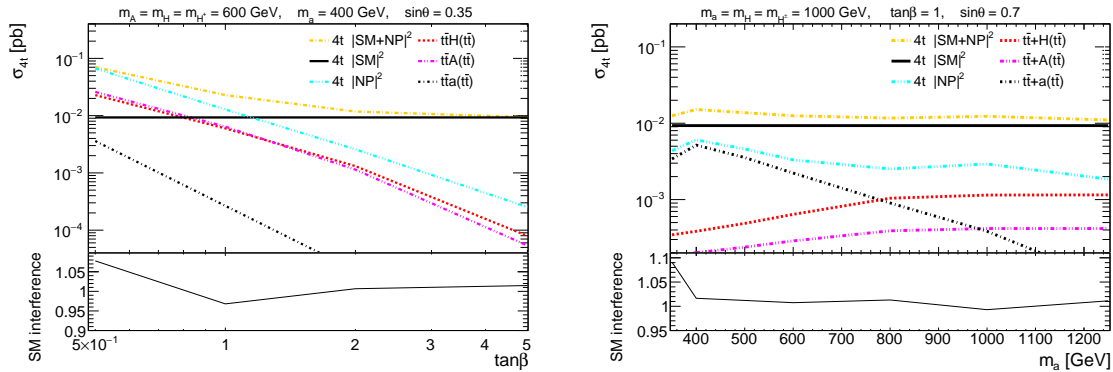 m_A = m_H = m_H⁺ = 600 GeV, m_a = 400 GeV, sinθ = 0.35
σ_4t [pb]
4t |SM+NP|²
4t |SM|²
4t |NP|²
tt̄H(tt̄)
tt̄A(tt̄)
tt̄a(tt̄)
10⁻¹
10⁻²
10⁻³
10⁻⁴
SM interference
1.05
1
0.95
0.9
5×10⁻¹ 1 2 3 4 5
tanβ
m_a = m_H = m_H± = 1000 GeV, tanβ = 1, sinθ = 0.7
σ_4t [pb]
4t |SM+NP|²
4t |SM|²
4t |NP|²
tt̄+H(tt̄)
tt̄+A(tt̄)
tt̄+a(tt̄)
10⁻¹
10⁻²
10⁻³
SM interference
1.1
1.05
1
0.95
400 500 600 700 800 900 1000 1100 1200
m_a [GeV]